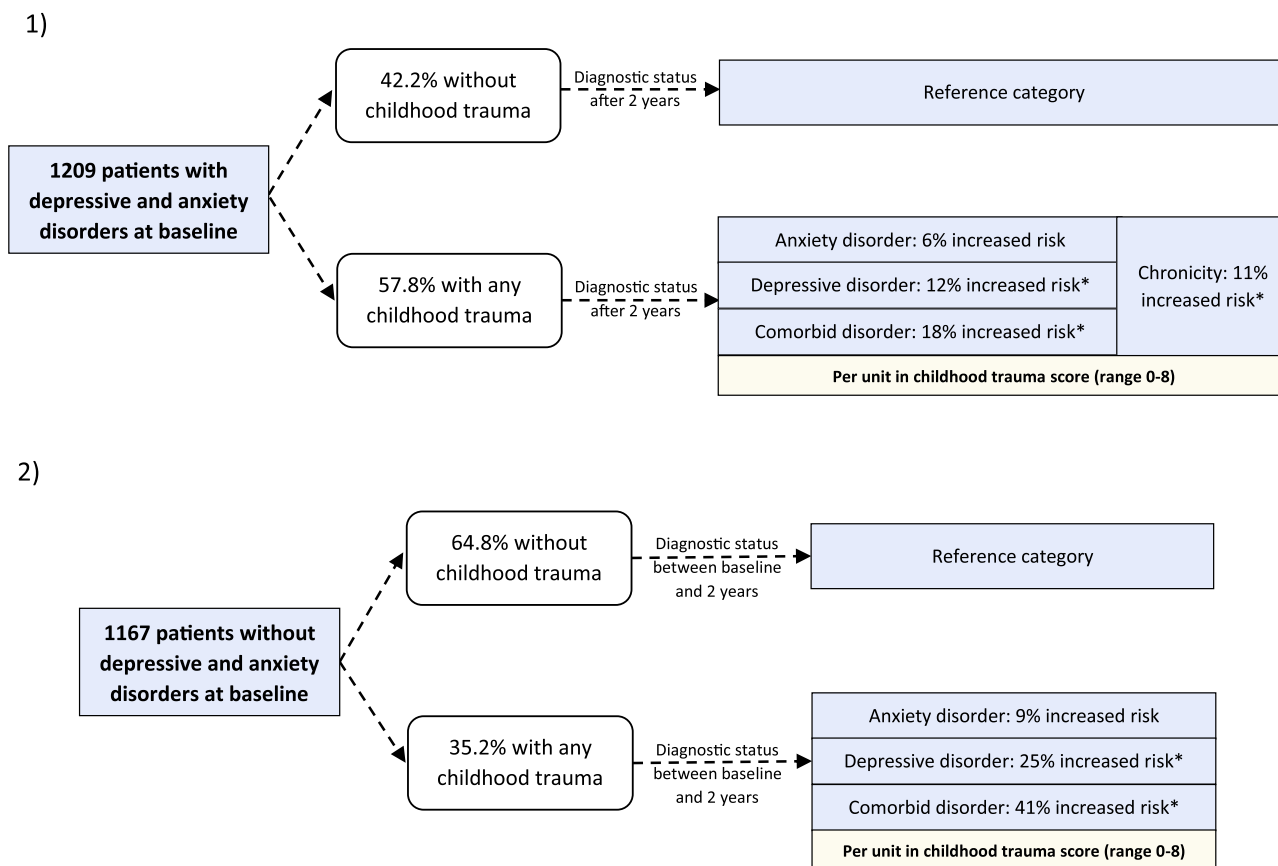 1)
42.2% without
childhood trauma
Diagnostic status
after 2 years
Reference category
1209 patients with
depressive and anxiety
disorders at baseline
57.8% with any
childhood trauma
Diagnostic status
after 2 years
Anxiety disorder: 6% increased risk
Depressive disorder: 12% increased risk*
Comorbid disorder: 18% increased risk*
Chronicity: 11%
increased risk*
Per unit in childhood trauma score (range 0-8)
2)
64.8% without
childhood trauma
Diagnostic status
between baseline
and 2 years
Reference category
1167 patients without
depressive and anxiety
disorders at baseline
35.2% with any
childhood trauma
Diagnostic status
between baseline
and 2 years
Anxiety disorder: 9% increased risk
Depressive disorder: 25% increased risk*
Comorbid disorder: 41% increased risk*
Per unit in childhood trauma score (range 0-8)